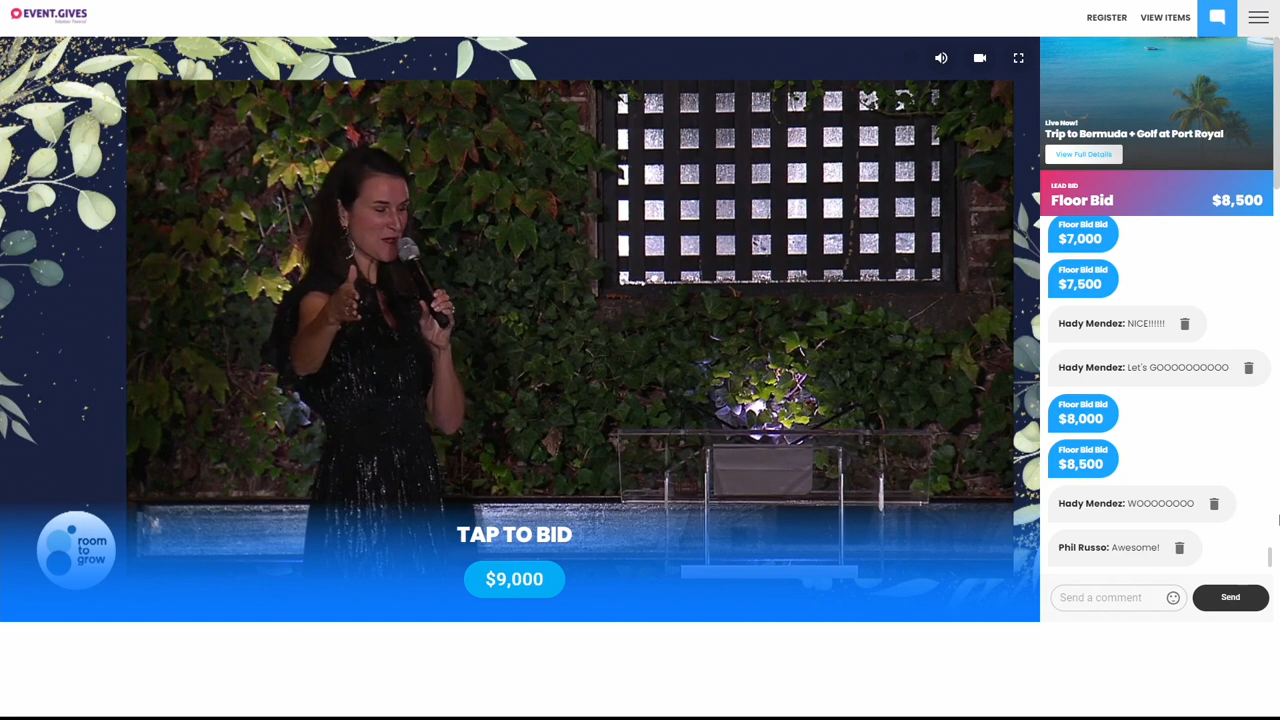 EVENT.GIVES
REGISTER
VIEW ITEMS
Live Now!
Trip to Bermuda + Golf at Port Royal
View Full Details
LEAD BID
Floor Bid
$8,500
Floor Bid Bid
$7,000
Floor Bid Bid
$7,500
Hady Mendez: NICE!!!!!!
Hady Mendez: Let's GOOOOOOOOOO
Floor Bid Bid
$8,000
Floor Bid Bid
$8,500
Hady Mendez: WOOOOOOOO
Phil Russo: Awesome!
Send a comment
Send
TAP TO BID
$9,000
room
to
grow